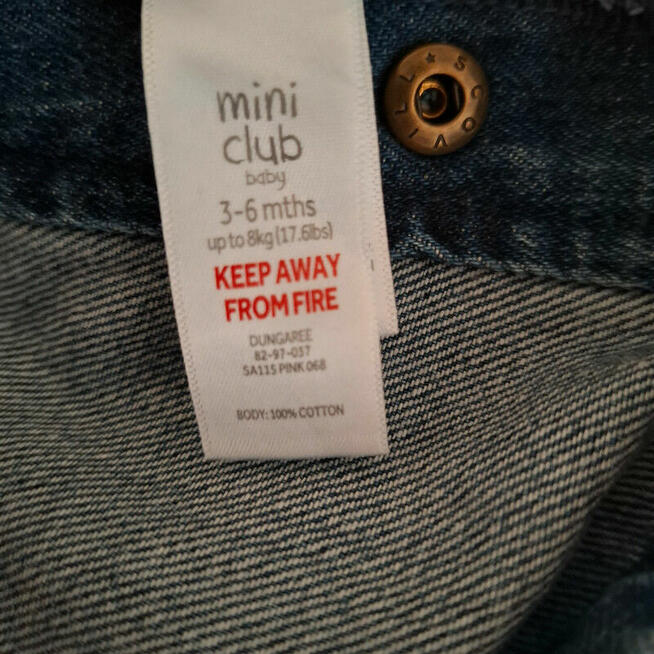 mini
club
baby
3-6 mths
up to 8kg (17.6lbs)
KEEP AWAY
FROM FIRE
DUNGAREE
82-97-037
SA115 PINK 068
BODY: 100% COTTON
SCOVILL